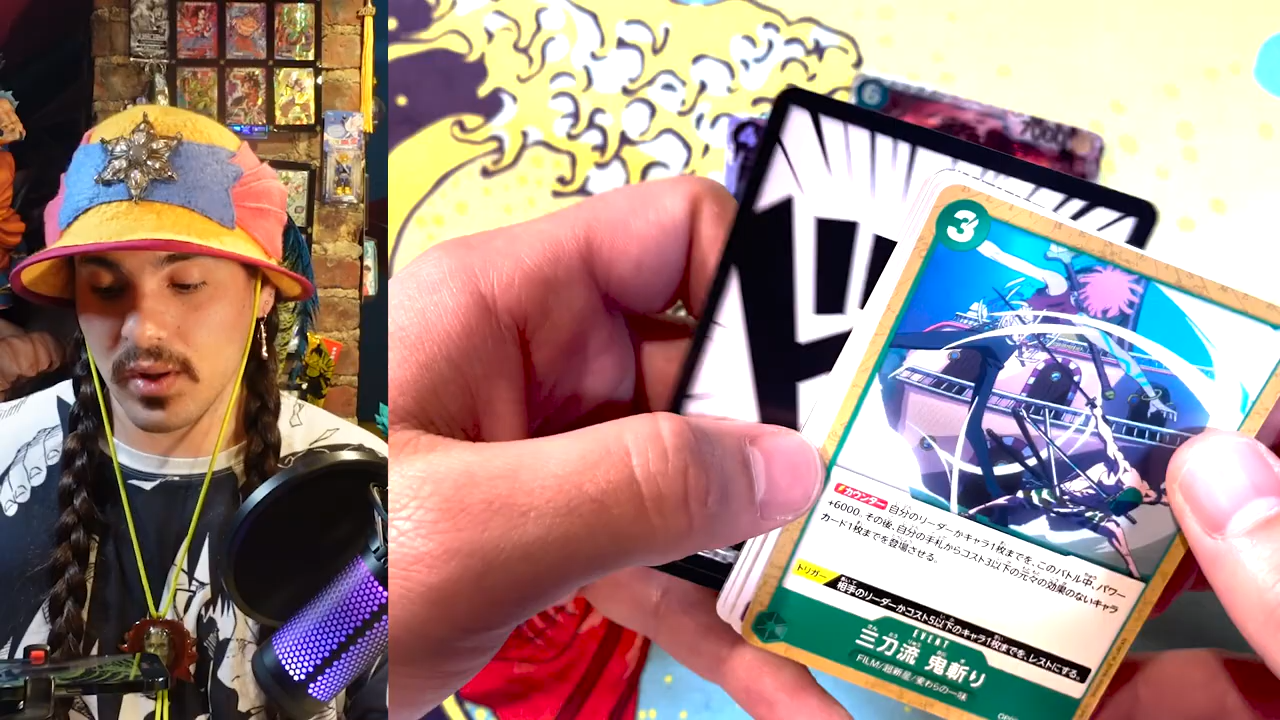 6
7000
4
3
カウンター 自分のリーダーかキャラ1枚までを、このバトル中、パワー
+6000。その後、自分の手札からコスト3以下の元々の効果のないキャラ
カード1枚までを登場させる。
トリガー 相手のリーダーかコスト5以下のキャラ1枚までを、レストにする。
EVENT
三刀流 鬼斬り
FILM/超新星/麦わらの一味